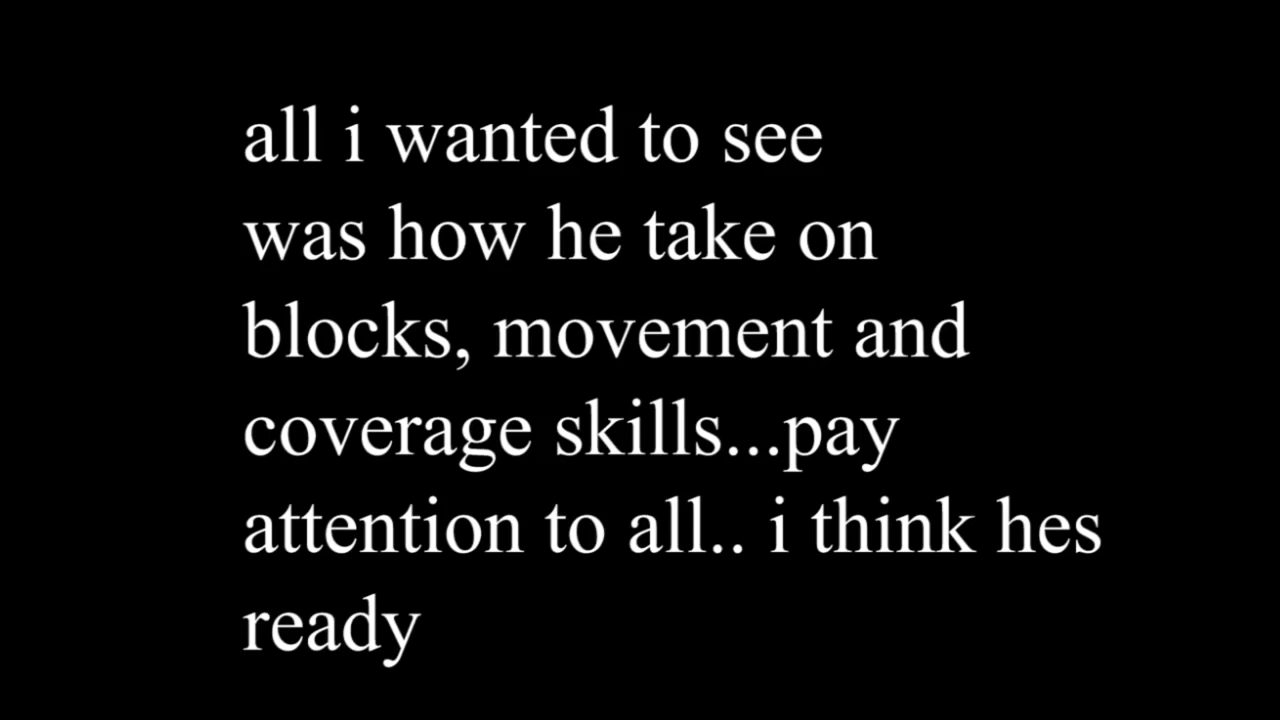 all i wanted to see
was how he take on
blocks, movement and
coverage skills...pay
attention to all.. i think hes
ready